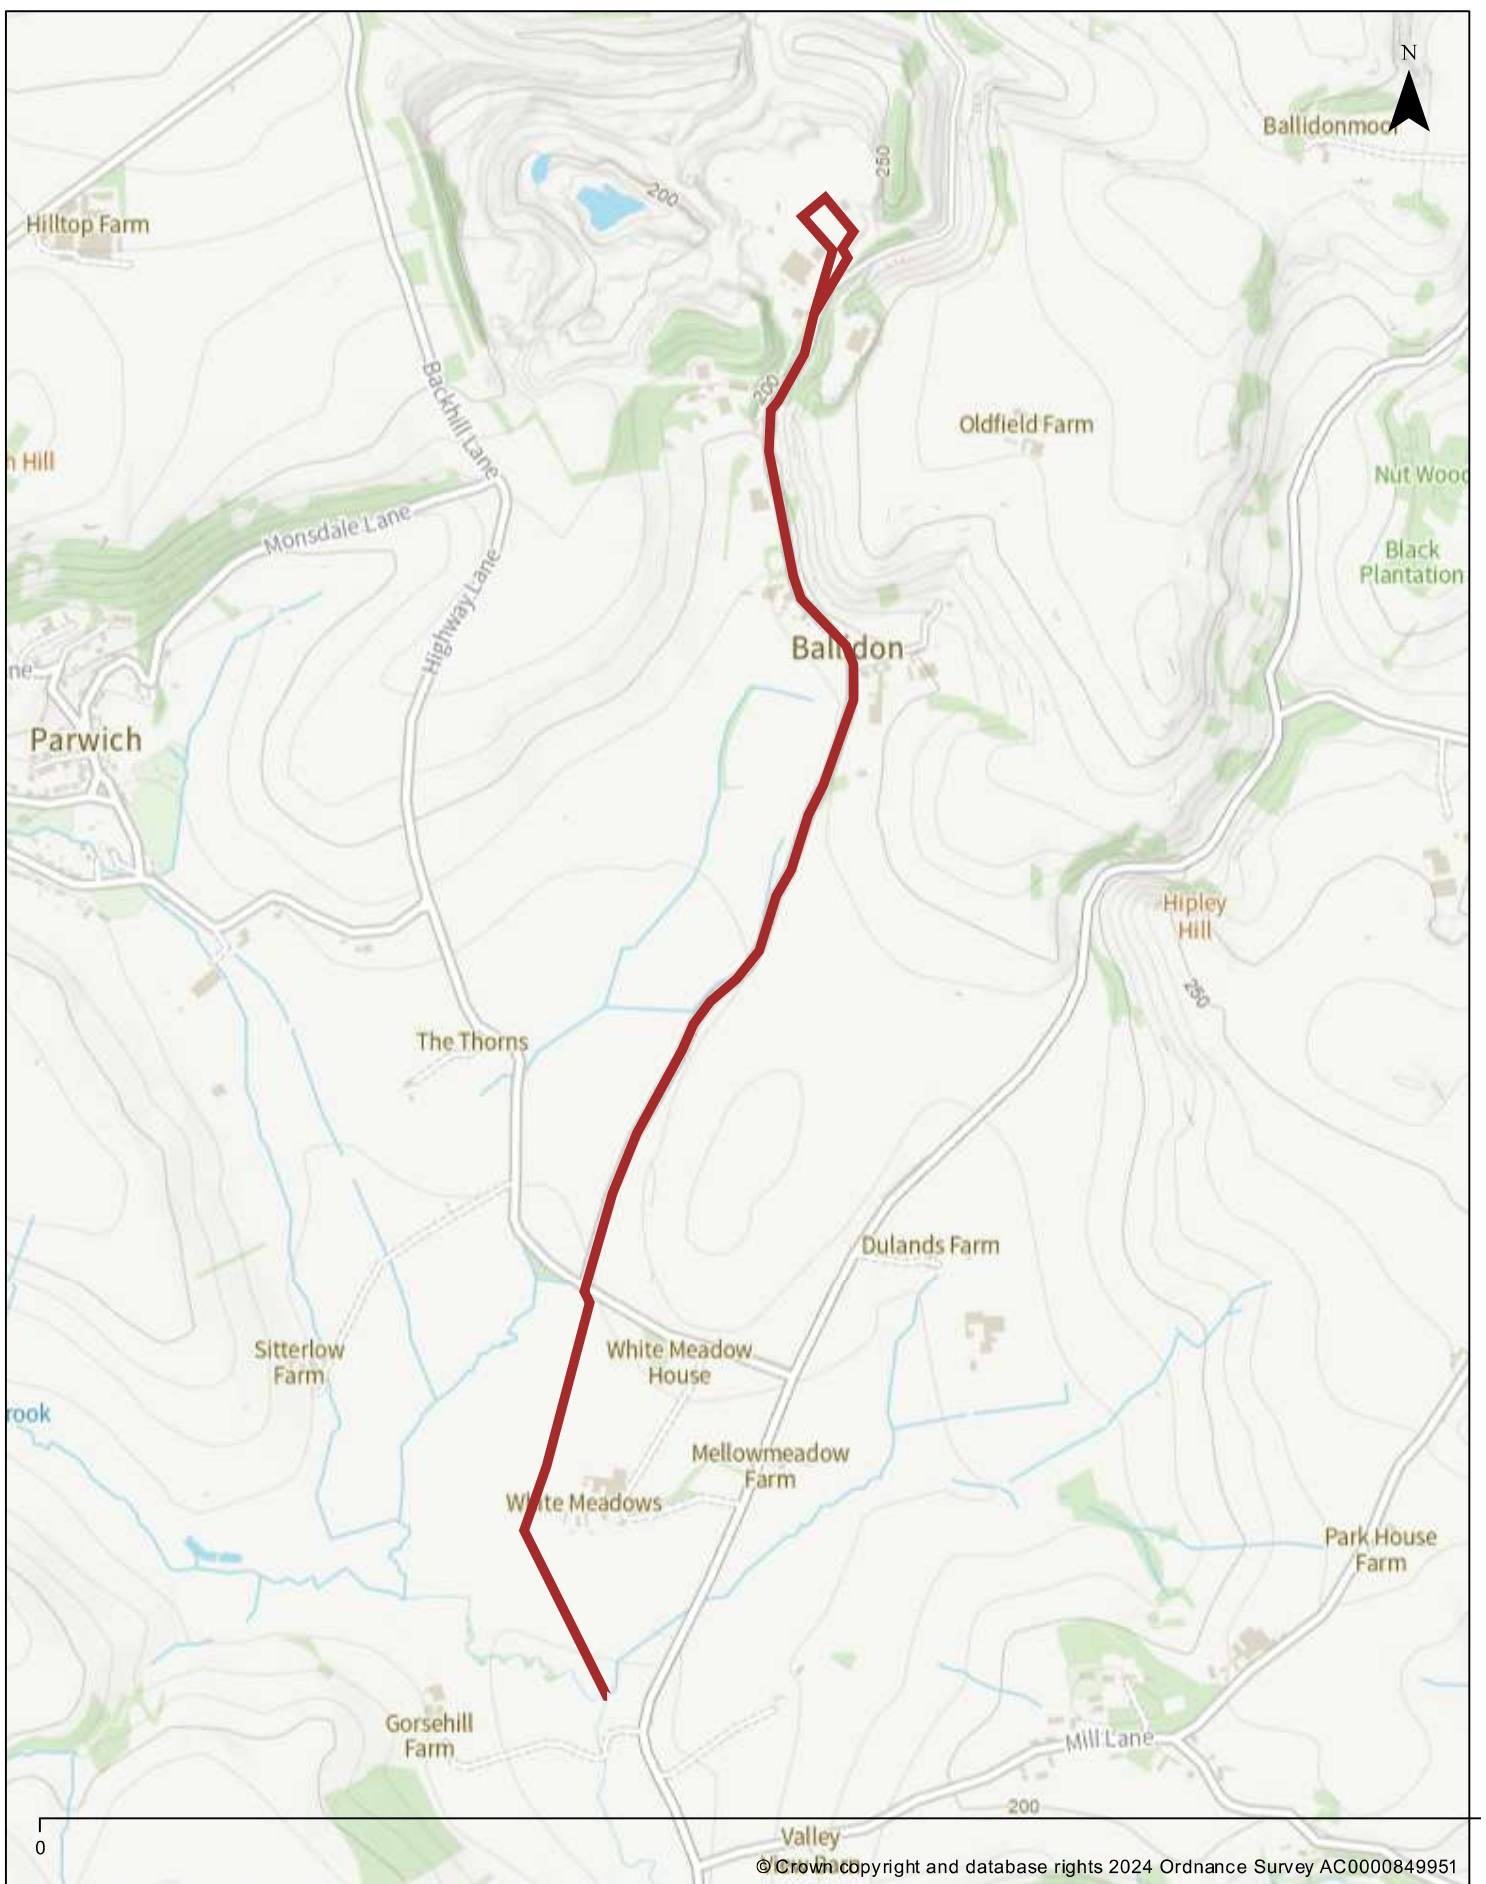 N
Ballidonmoor
250
200
Hilltop Farm
Backhill Lane
200
Oldfield Farm
Hill
Nut Wood
Monsdale Lane
Black
Plantation
Highway Lane
Ballidon
Parwich
Hipley
Hill
250
The Thorns
Dulands Farm
Sitterlow
Farm
White Meadow
House
rook
Mellowmeadow
Farm
White Meadows
Park House
Farm
Gorsehill
Farm
Mill Lane
200
0
Valley
© Crown copyright and database rights 2024 Ordnance Survey AC0000849951